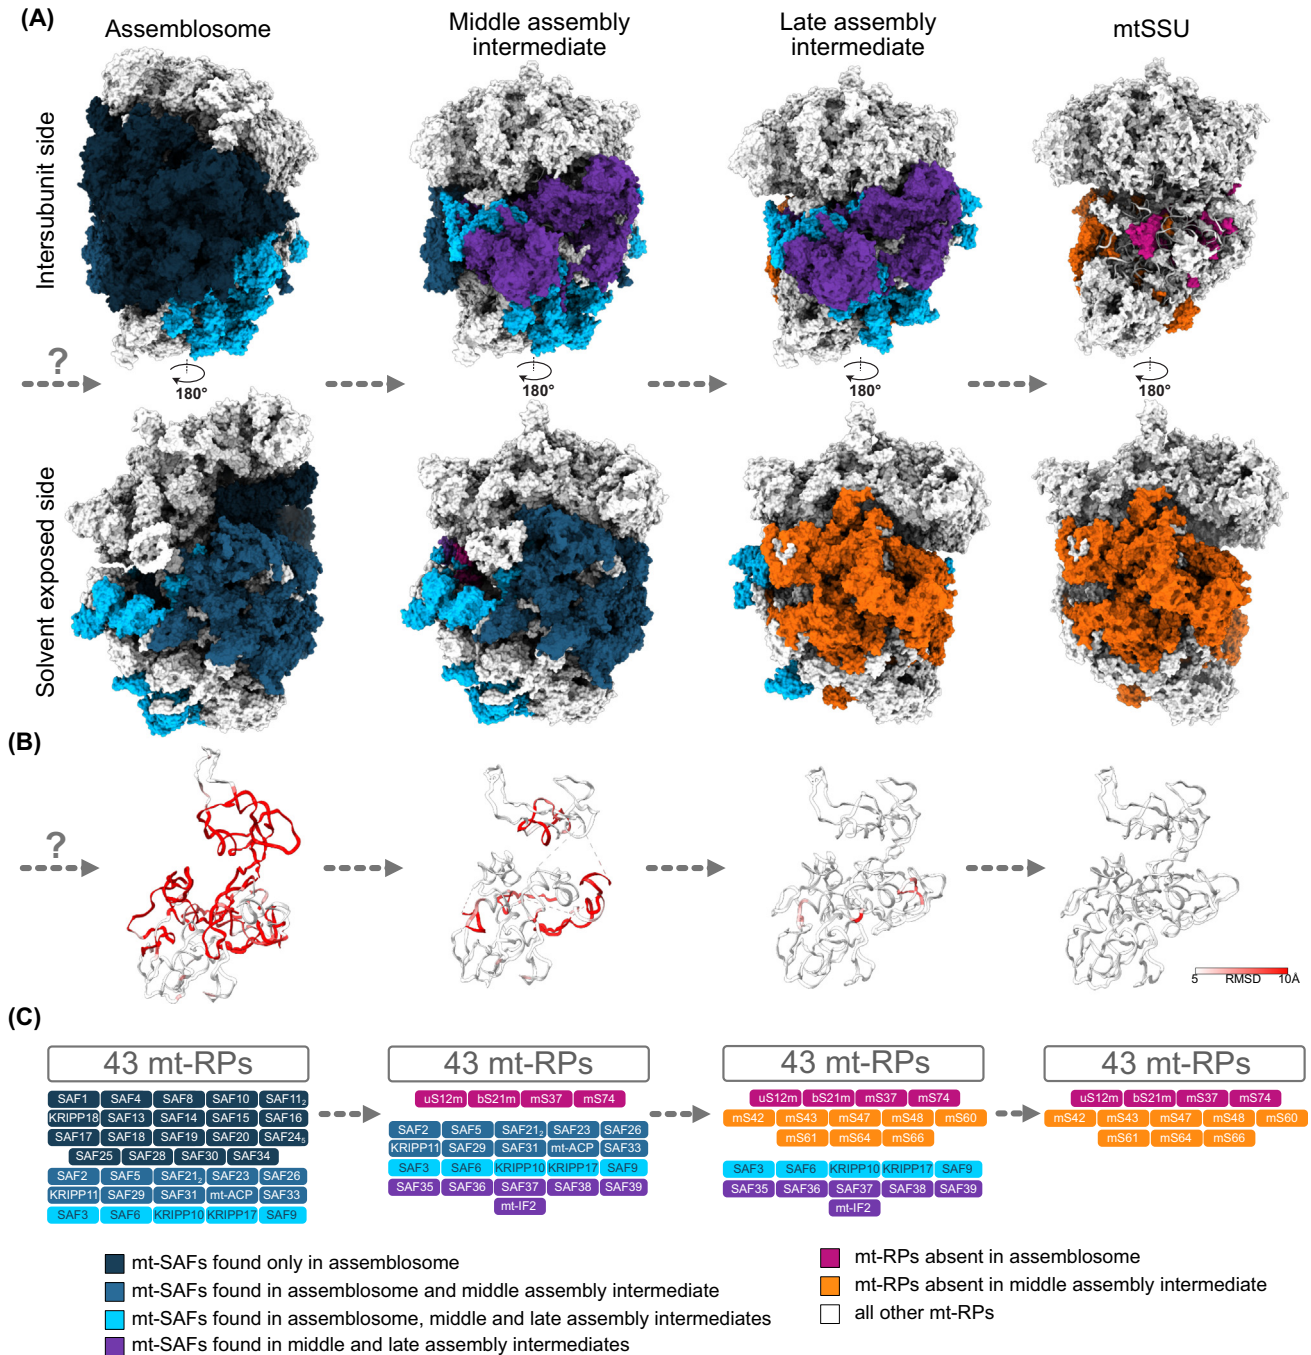 (A)
Assemblosome
Middle assembly
intermediate
Late assembly
intermediate
mtSSU
Intersubunit side
?
180°
180°
180°
180°
Solvent exposed side
(B)
?
5 RMSD 10Å
(C)
43 mt-RPs
SAF1 SAF4 SAF8 SAF10 SAF11₂
KRIPP18 SAF13 SAF14 SAF15 SAF16
SAF17 SAF18 SAF19 SAF20 SAF24₅
SAF25 SAF28 SAF30 SAF34
SAF2 SAF5 SAF21₂ SAF23 SAF26
KRIPP11 SAF29 SAF31 mt-ACP SAF33
SAF3 SAF6 KRIPP10 KRIPP17 SAF9
43 mt-RPs
uS12m bS21m mS37 mS74
SAF2 SAF5 SAF21₂ SAF23 SAF26
KRIPP11 SAF29 SAF31 mt-ACP SAF33
SAF3 SAF6 KRIPP10 KRIPP17 SAF9
SAF35 SAF36 SAF37 SAF38 SAF39
mt-IF2
43 mt-RPs
uS12m bS21m mS37 mS74
mS42 mS43 mS47 mS48 mS60
mS61 mS64 mS66
SAF3 SAF6 KRIPP10 KRIPP17 SAF9
SAF35 SAF36 SAF37 SAF38 SAF39
mt-IF2
43 mt-RPs
uS12m bS21m mS37 mS74
mS42 mS43 mS47 mS48 mS60
mS61 mS64 mS66
mt-SAFs found only in assemblosome
mt-SAFs found in assemblosome and middle assembly intermediate
mt-SAFs found in assemblosome, middle and late assembly intermediates
mt-SAFs found in middle and late assembly intermediates
mt-RPs absent in assemblosome
mt-RPs absent in middle assembly intermediate
all other mt-RPs